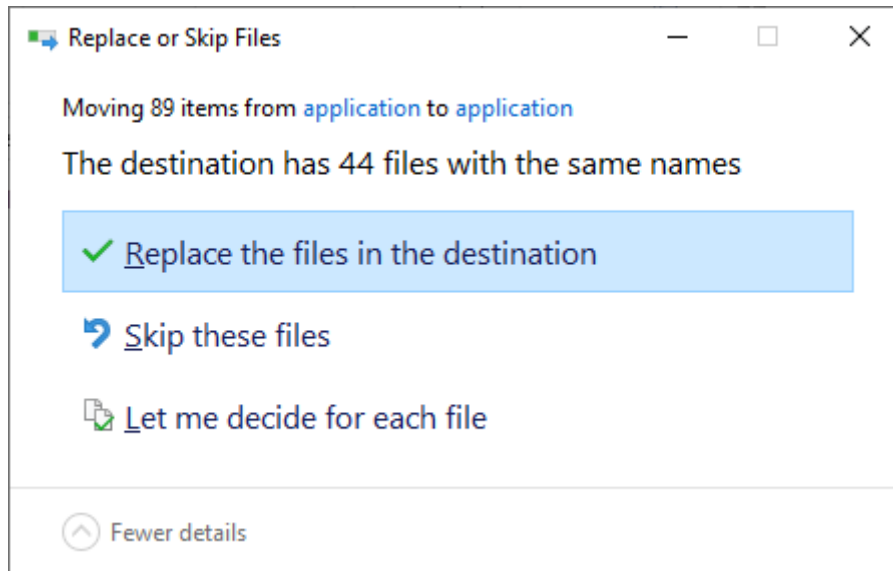 Replace or Skip Files
Moving 89 items from application to application
The destination has 44 files with the same names
Replace the files in the destination
Skip these files
Let me decide for each file
Fewer details